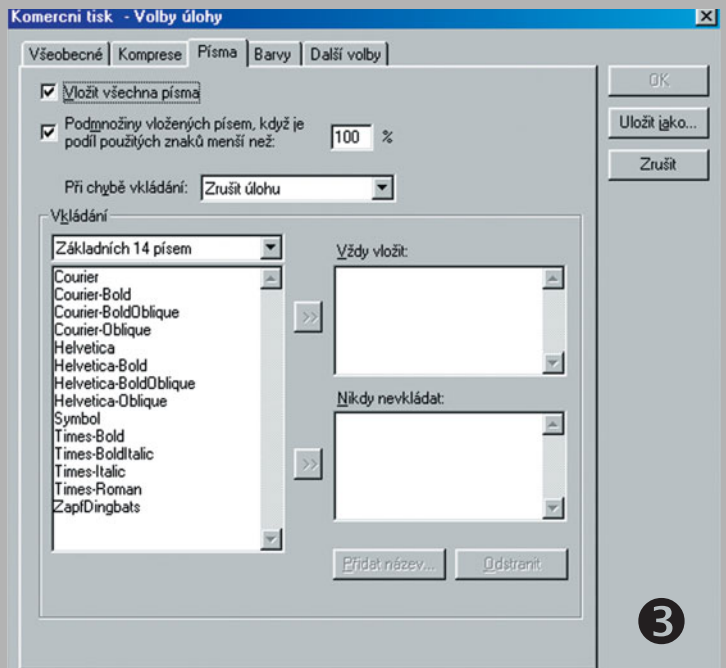 Komercni tisk - Volby úlohy
Všeobecné Komprese Písma Barvy Další volby
Vložit všechna písma
Podmnožiny vložených písem, když je
podíl použitých znaků menší než: 100 %
Při chybě vkládání: Zrušit úlohu
Vkládání
Základních 14 písem
Courier
Courier-Bold
Courier-BoldOblique
Courier-Oblique
Helvetica
Helvetica-Bold
Helvetica-BoldOblique
Helvetica-Oblique
Symbol
Times-Bold
Times-BoldItalic
Times-Italic
Times-Roman
ZapfDingbats
>>
>>
Vždy vložit:
Nikdy nevkládat:
Přidat název... Odstranit
OK
Uložit jako...
Zrušit
3